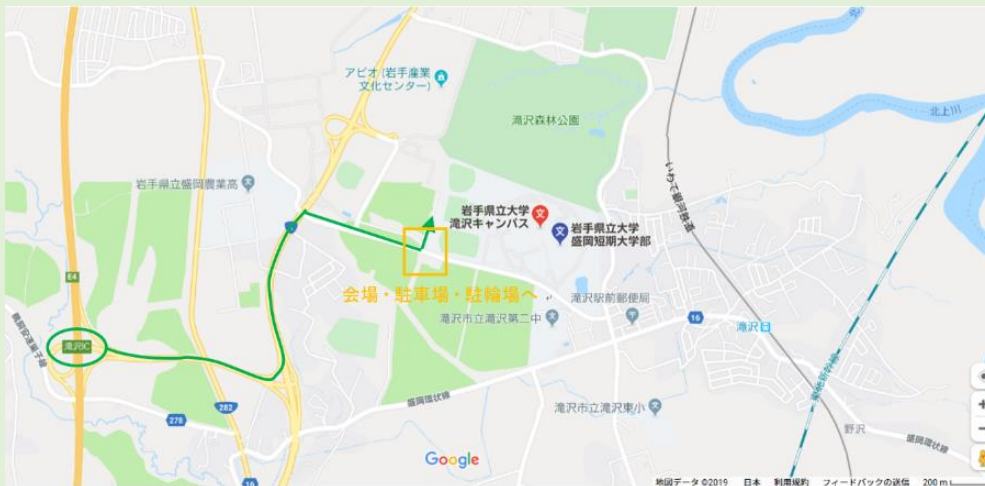 アピオ(岩手産業
文化センター)
滝沢森林公園
北上川
岩手県立盛岡農業高
岩手県立大学
滝沢キャンパス
岩手県立大学
盛岡短期大学部
いわて銀河鉄道線
E4
会場・駐車場・駐輪場へ
滝沢駅前郵便局
滝沢市立滝沢第二中
16
滝沢
滝沢IC
282
278
盛岡環状線
滝沢市立滝沢東小
野沢
盛岡環状線
16
Google
地図データ ©2019 日本 利用規約 フィードバックの送信 200 m